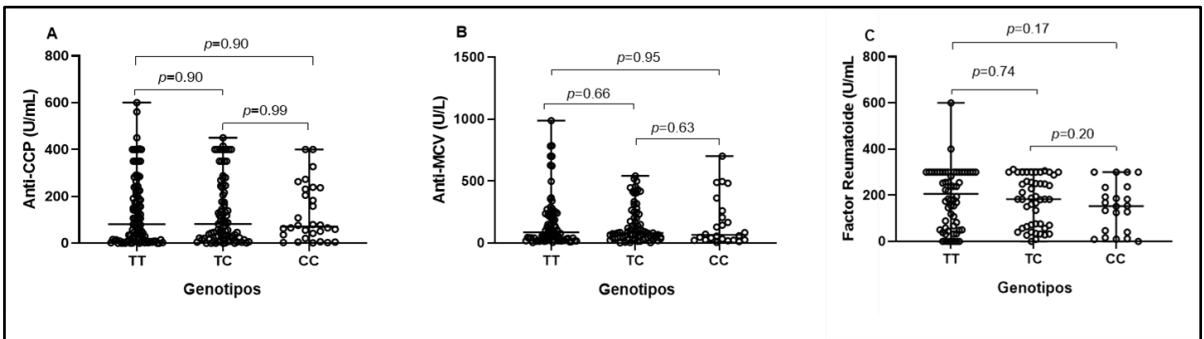 A
p=0.90
p=0.90
p=0.99
Anti-CCP (U/mL)
800
600
400
200
0
TT TC CC
Genotipos
B
p=0.95
p=0.66
p=0.63
Anti-MCV (U/L)
1500
1000
500
0
TT TC CC
Genotipos
C
p=0.17
p=0.74
p=0.20
Factor Reumatoide (U/mL
800
600
400
200
0
TT TC CC
Genotipos